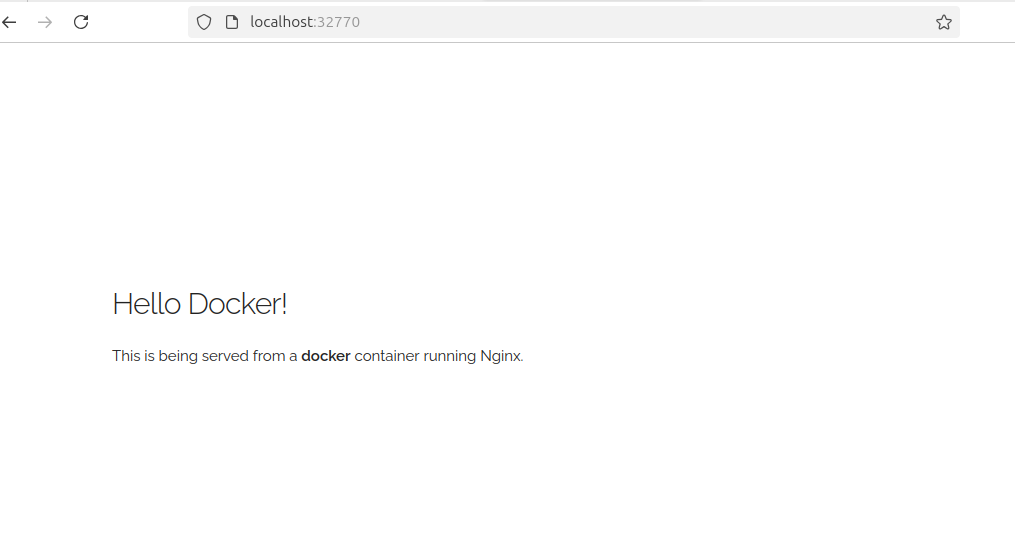 localhost:32770
Hello Docker!
This is being served from a docker container running Nginx.